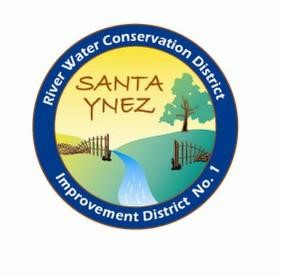 River Water Conservation District
SANTA
YNEZ
Improvement District No. 1